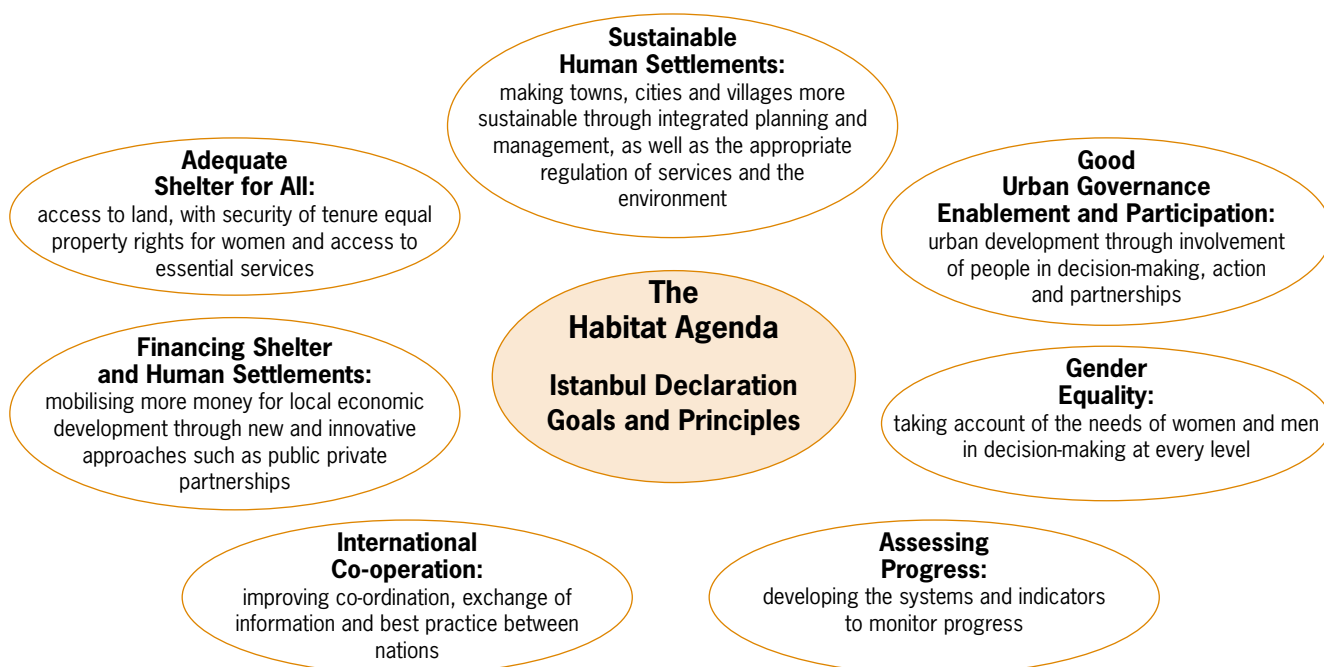 Sustainable
Human Settlements:
making towns, cities and villages more
sustainable through integrated planning and
management, as well as the appropriate
regulation of services and the
environment
Adequate
Shelter for All:
access to land, with security of tenure equal
property rights for women and access to
essential services
Good
Urban Governance
Enablement and Participation:
urban development through involvement
of people in decision-making, action
and partnerships
The
Habitat Agenda
Istanbul Declaration
Goals and Principles
Financing Shelter
and Human Settlements:
mobilising more money for local economic
development through new and innovative
approaches such as public private
partnerships
Gender
Equality:
taking account of the needs of women and men
in decision-making at every level
International
Co-operation:
improving co-ordination, exchange of
information and best practice between
nations
Assessing
Progress:
developing the systems and indicators
to monitor progress